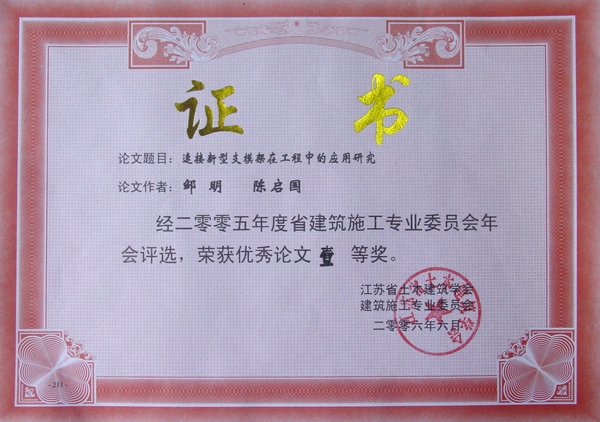 证 书
论文题目：速接新型支模架在工程中的应用研究
论文作者：邹 明 陈启国
经二零零五年度省建筑施工专业委员会年
会评选，荣获优秀论文 壹 等奖。
江苏省土木建筑学会
建筑施工专业委员会
二零零六年六月
-211-